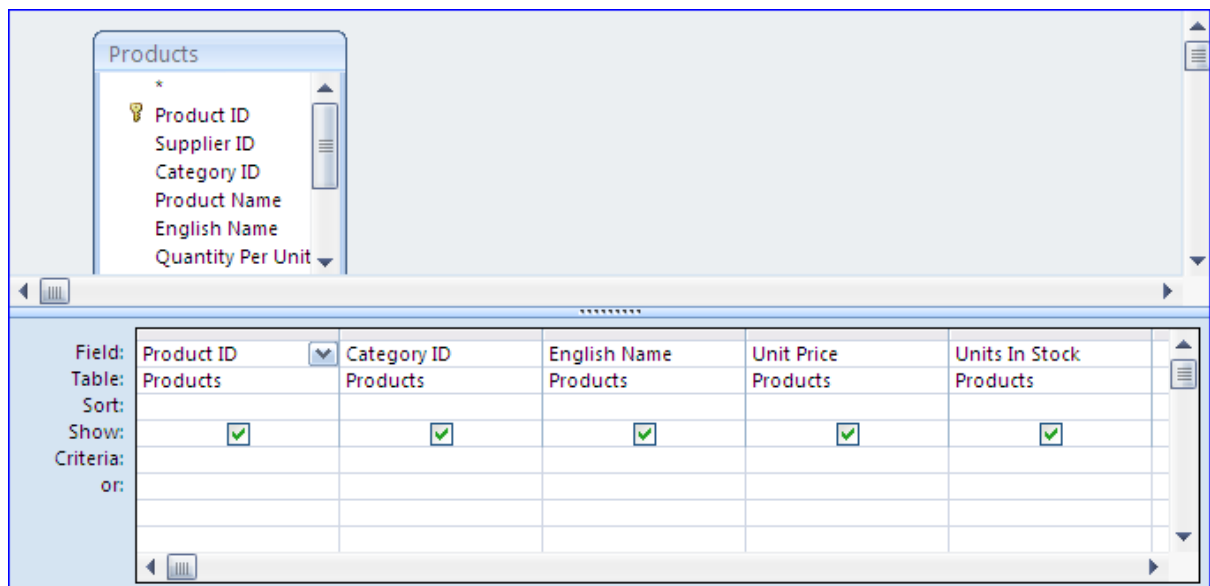 Products
*
Product ID
Supplier ID
Category ID
Product Name
English Name
Quantity Per Unit
Field: Product ID Category ID English Name Unit Price Units In Stock
Table: Products Products Products Products Products
Sort:
Show:
Criteria:
or: